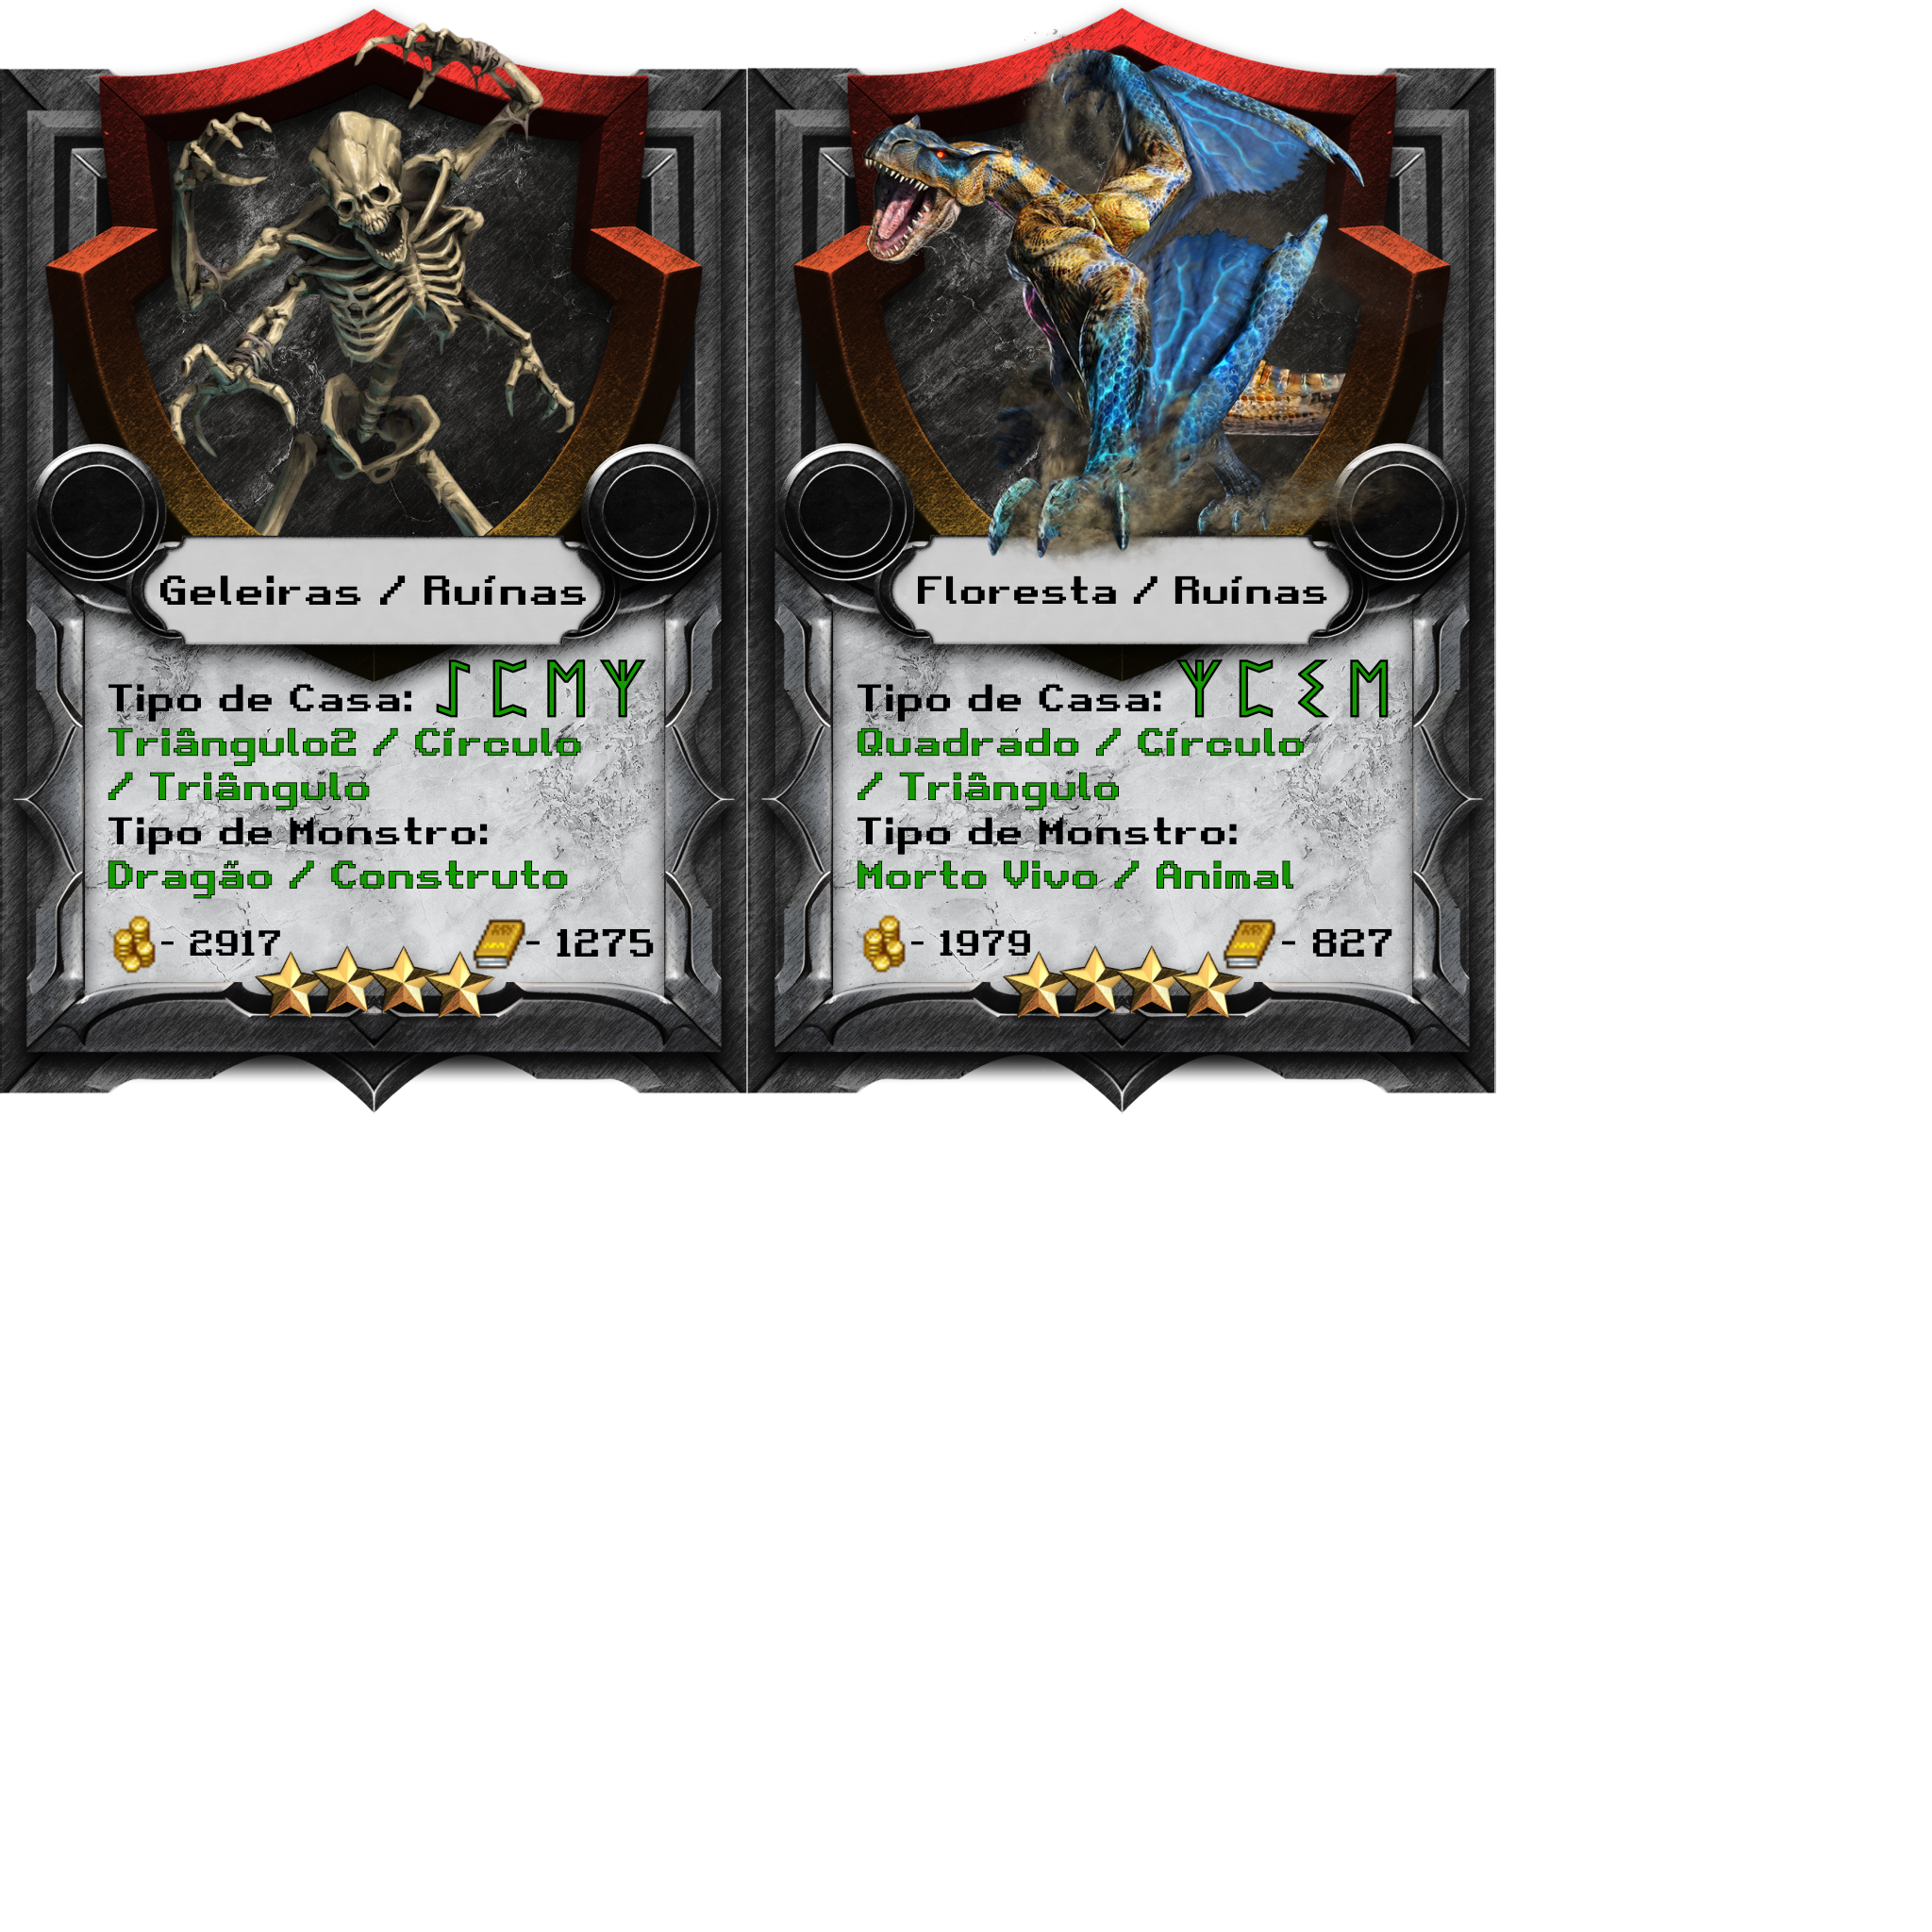 Geleiras / Ruínas
Tipo de Casa:
Triângulo2 / Círculo
/ Triângulo
Tipo de Monstro:
Dragão / Construto
- 2917
- 1275
Floresta / Ruínas
Tipo de Casa:
Quadrado / Círculo
/ Triângulo
Tipo de Monstro:
Morto Vivo / Animal
- 1979
- 827